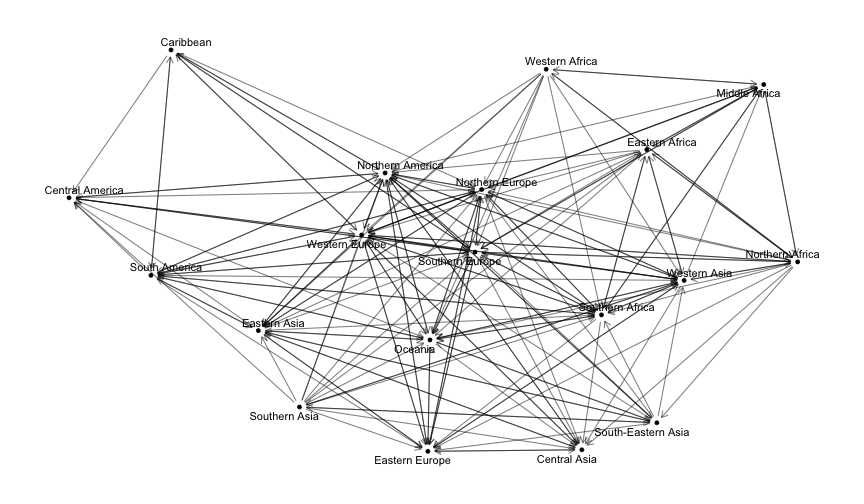 Caribbean
Western Africa
Middle Africa
Eastern Africa
Northern America
Northern Europe
Central America
Western Europe
Southern Europe
Northern Africa
South America
Western Asia
Southern Africa
Eastern Asia
Oceania
Southern Asia
South-Eastern Asia
Eastern Europe
Central Asia